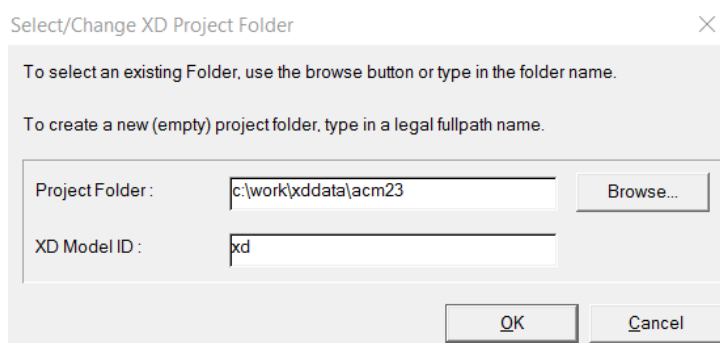 Select/Change XD Project Folder
To select an existing Folder, use the browse button or type in the folder name.
To create a new (empty) project folder, type in a legal fullpath name.
Project Folder : c:\work\xddata\acm23 Browse...
XD Model ID : xd
OK Cancel